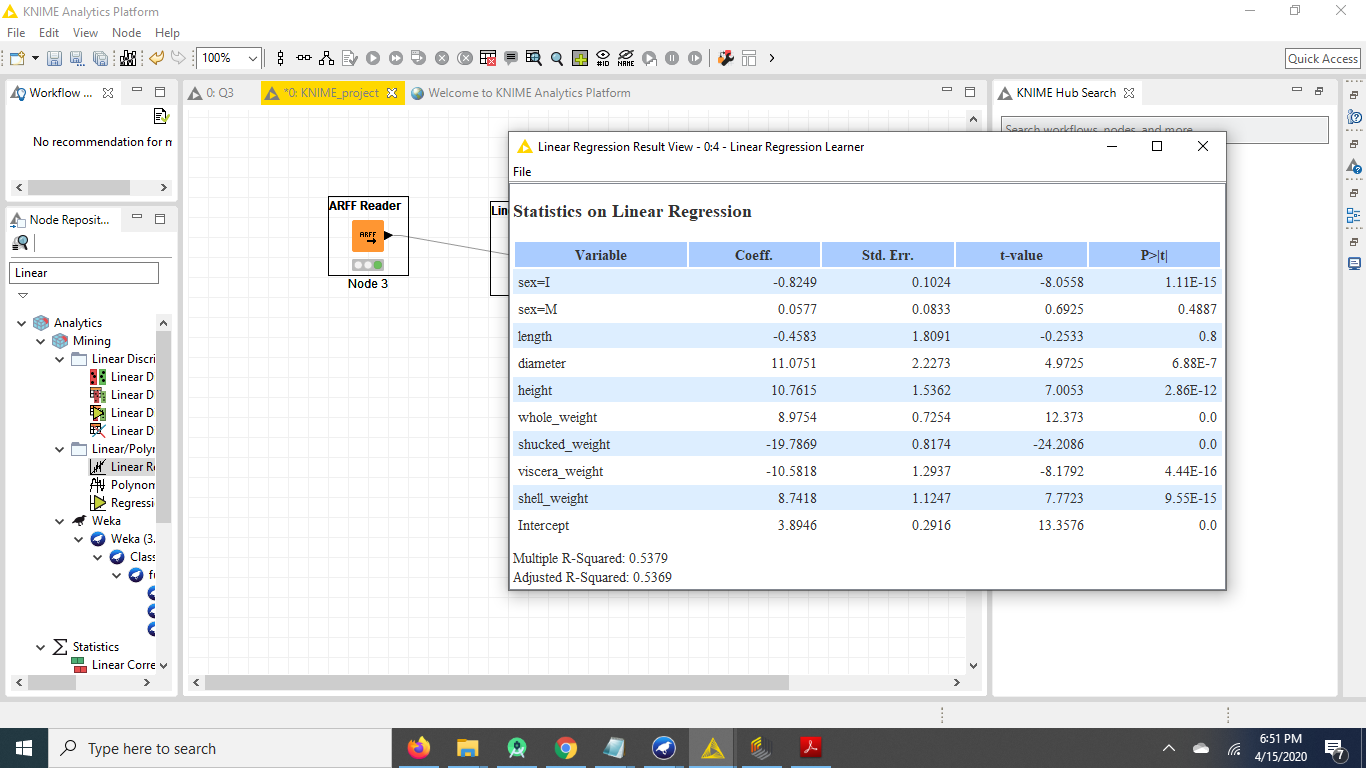 KNIME Analytics Platform
File Edit View Node Help
100%
#ID
NAME
Quick Access
Workflow ...
No recommendation for m
Node Reposit...
Linear
Analytics
Mining
Linear Discri
Linear D
Linear D
Linear D
Linear D
Linear/Polyn
Linear Re
Polynom
Regressi
Weka
Weka (3.
Class
fu
Statistics
Linear Corre
0: Q3
*0: KNIME_project
Welcome to KNIME Analytics Platform
ARFF Reader
ARFF
Node 3
Lin
KNIME Hub Search
Search workflows, nodes, and more...
Linear Regression Result View - 0:4 - Linear Regression Learner
File
Statistics on Linear Regression
Variable Coeff. Std. Err. t-value P>|t|
sex=I -0.8249 0.1024 -8.0558 1.11E-15
sex=M 0.0577 0.0833 0.6925 0.4887
length -0.4583 1.8091 -0.2533 0.8
diameter 11.0751 2.2273 4.9725 6.88E-7
height 10.7615 1.5362 7.0053 2.86E-12
whole_weight 8.9754 0.7254 12.373 0.0
shucked_weight -19.7869 0.8174 -24.2086 0.0
viscera_weight -10.5818 1.2937 -8.1792 4.44E-16
shell_weight 8.7418 1.1247 7.7723 9.55E-15
Intercept 3.8946 0.2916 13.3576 0.0
Multiple R-Squared: 0.5379
Adjusted R-Squared: 0.5369
Type here to search
6:51 PM
4/15/2020
7